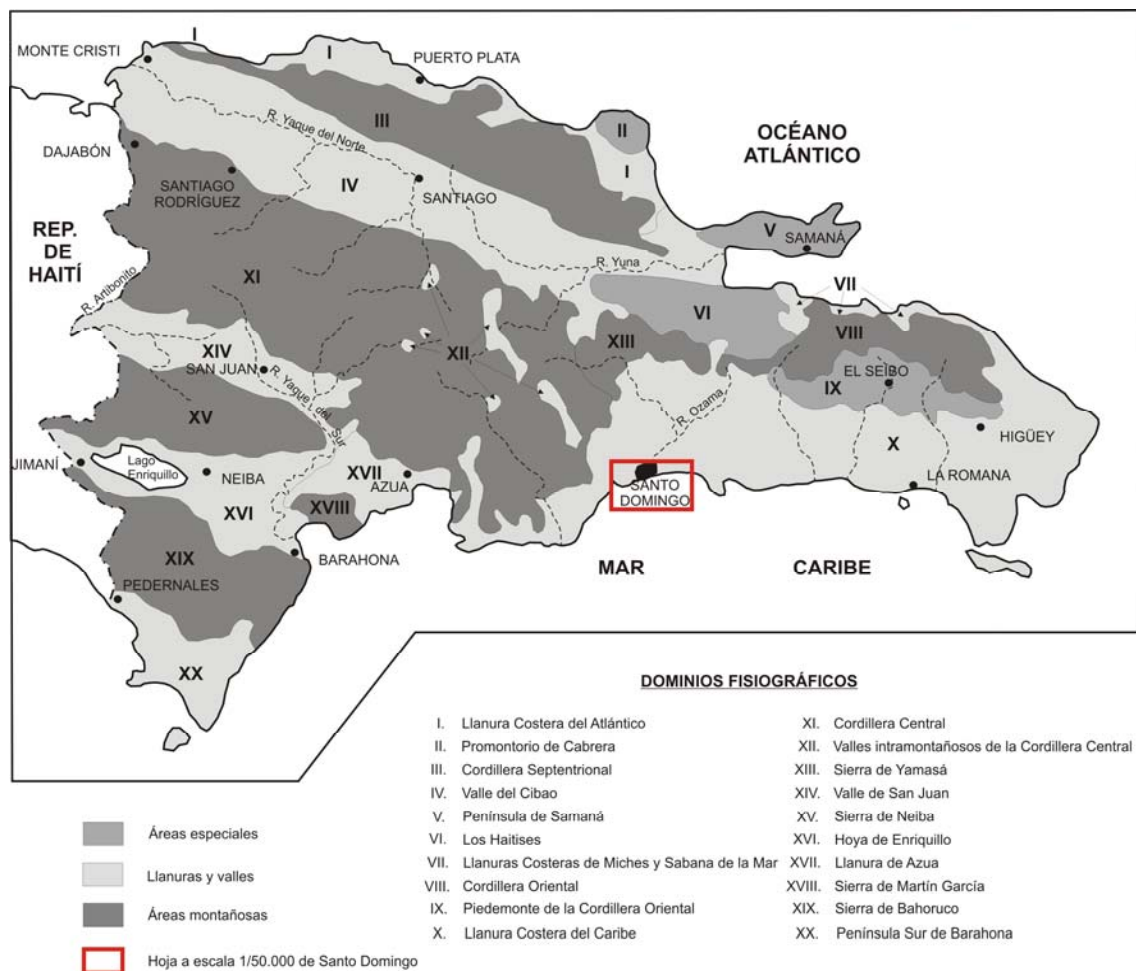 I
I
MONTE CRISTI
PUERTO PLATA
III
R. Yaque del Norte
II
OCÉANO
ATLÁNTICO
DAJABÓN
I
SANTIAGO
RODRÍGUEZ
IV
SANTIAGO
REP.
DE
HAITÍ
V
SAMANÁ
R. Yuna
XI
VII
R. Artibonito
VI
VIII
XII
XIII
XIV
SAN JUAN
R. Yaque del Sur
EL SEÍBO
IX
XV
R. Ozama
X
HIGÜEY
JIMANÍ
Lago
Enriquillo
NEIBA
XVII
AZUA
SANTO
DOMINGO
LA ROMANA
XVI
XVIII
XIX
BARAHONA
MAR
CARIBE
PEDERNALES
XX
DOMINIOS FISIOGRÁFICOS
I. Llanura Costera del Atlántico
II. Promontorio de Cabrera
III. Cordillera Septentrional
IV. Valle del Cibao
V. Península de Samaná
VI. Los Haitises
VII. Llanuras Costeras de Miches y Sabana de la Mar
VIII. Cordillera Oriental
IX. Piedemonte de la Cordillera Oriental
X. Llanura Costera del Caribe
XI. Cordillera Central
XII. Valles intramontañosos de la Cordillera Central
XIII. Sierra de Yamasá
XIV. Valle de San Juan
XV. Sierra de Neiba
XVI. Hoya de Enriquillo
XVII. Llanura de Azua
XVIII. Sierra de Martín García
XIX. Sierra de Bahoruco
XX. Península Sur de Barahona
Áreas especiales
Llanuras y valles
Áreas montañosas
Hoja a escala 1/50.000 de Santo Domingo